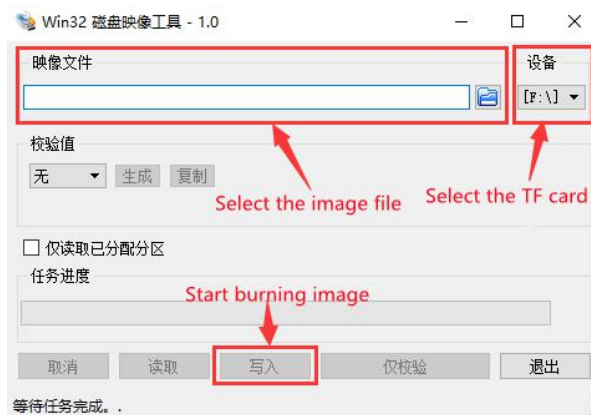 Win32 磁盘映像工具 - 1.0
映像文件
设备
[F:\]
校验值
无
生成
复制
Select the image file
Select the TF card
仅读取已分配分区
任务进度
Start burning image
取消
读取
写入
仅校验
退出
等待任务完成。.